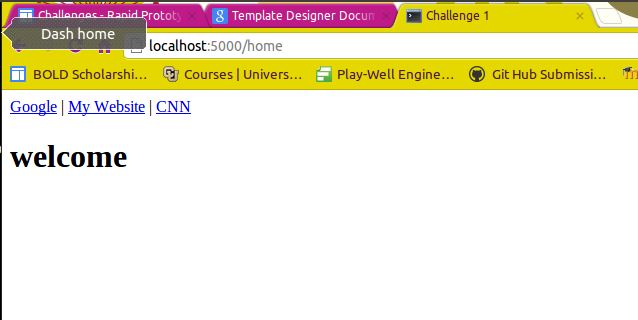 Challenges - Rapid Prototy Template Designer Docum Challenge 1
Dash home
localhost:5000/home
BOLD Scholarshi... Courses | Univers... Play-Well Engine... Git Hub Submissi...
Google | My Website | CNN
welcome